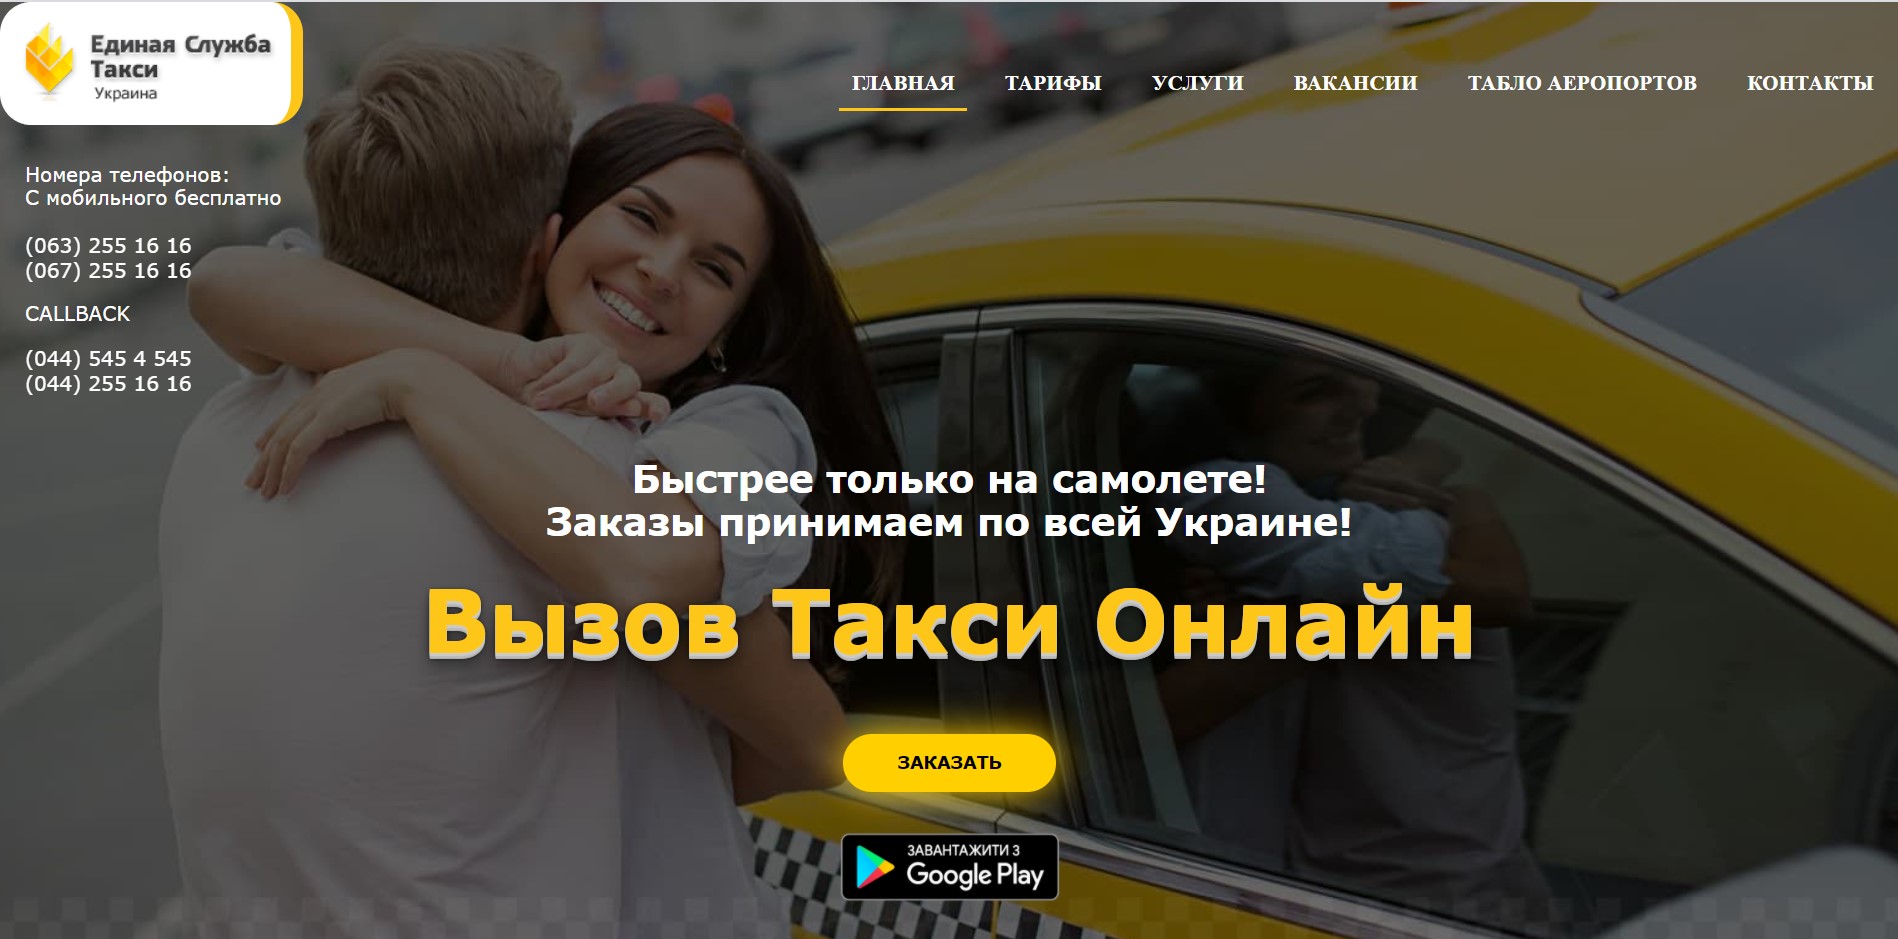 Единая Служба
Такси
Украина
ГЛАВНАЯ
ТАРИФЫ
УСЛУГИ
ВАКАНСИИ
ТАБЛО АЕРОПОРТОВ
КОНТАКТЫ
Номера телефонов:
С мобильного бесплатно
(063) 255 16 16
(067) 255 16 16
CALLBACK
(044) 545 4 545
(044) 255 16 16
Быстрее только на самолете!
Заказы принимаем по всей Украине!
Вызов Такси Онлайн
ЗАКАЗАТЬ
ЗАВАНТАЖИТИ З
Google Play